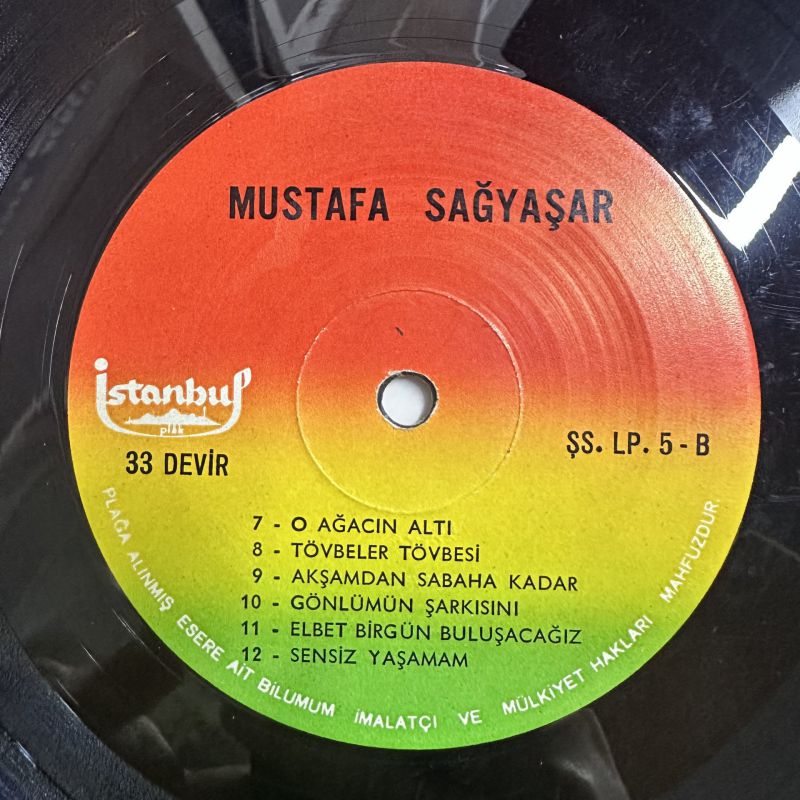 MUSTAFA SAĞYAŞAR
istanbul
plak
33 DEVİR
ŞS. LP. 5 - B
7 - O AĞACIN ALTI
8 - TÖVBELER TÖVBESİ
9 - AKŞAMDAN SABAHA KADAR
10 - GÖNLÜMÜN ŞARKISINI
11 - ELBET BİRGÜN BULUŞACAĞIZ
12 - SENSİZ YAŞAMAM
PLAĞA ALINMIŞ ESERE AİT BİLUMUM İMALATÇI VE MÜLKİYET HAKLARI MAHFUZDUR.